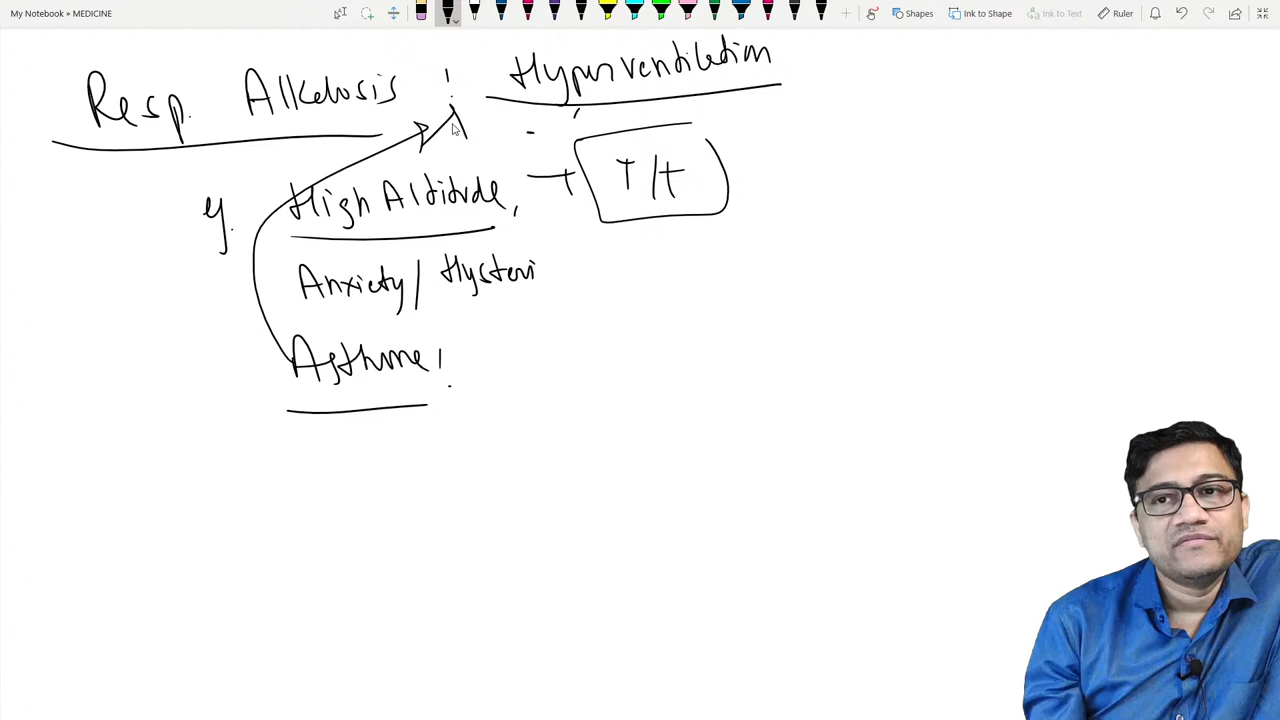 My Notebook » MEDICINE
Shapes Ink to Shape Ink to Text Ruler
Resp. Alkalosis : Hyperventilation
eg. High Altitude, → T/t
Anxiety / Hysteri
Asthma !